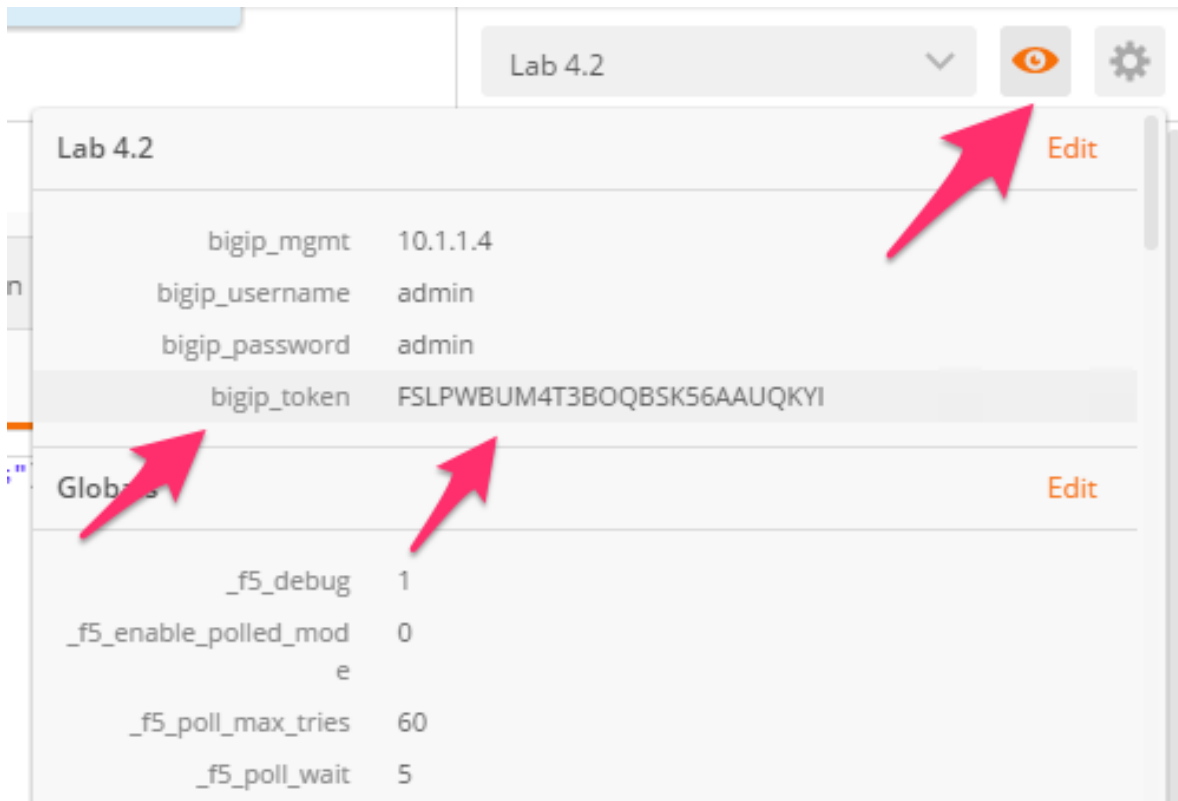 Lab 4.2
Lab 4.2 Edit
bigip_mgmt 10.1.1.4
n
bigip_username admin
bigip_password admin
bigip_token FSLPWBUM4T3BOQBSK56AAUQKYI
"
Edit
_f5_debug 1
_f5_enable_polled_mod 0
e
_f5_poll_max_tries 60
_f5_poll_wait 5